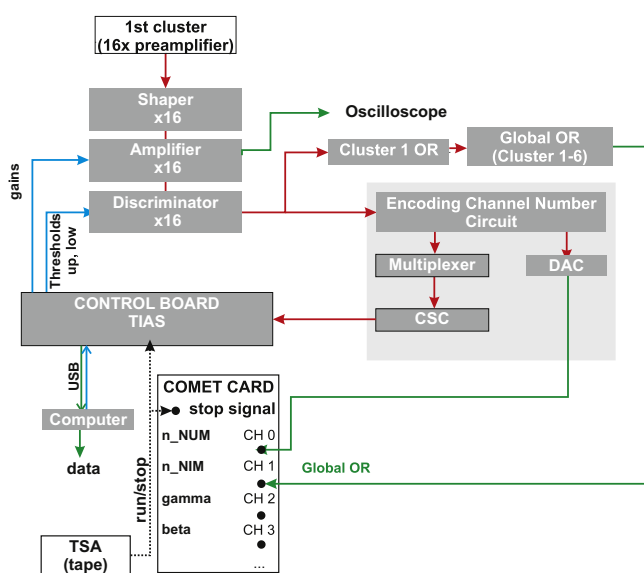 1st cluster
(16x preamplifier)
Shaper
x16
Oscilloscope
Amplifier
x16
Cluster 1 OR
Global OR
(Cluster 1-6)
gains
Discriminator
x16
Thresholds
up, low
Encoding Channel Number
Circuit
Multiplexer
DAC
CONTROL BOARD
TIAS
CSC
USB
Computer
data
COMET CARD
stop signal
n_NUM CH 0
n_NIM CH 1
Global OR
gamma CH 2
beta CH 3
...
run/stop
TSA
(tape)